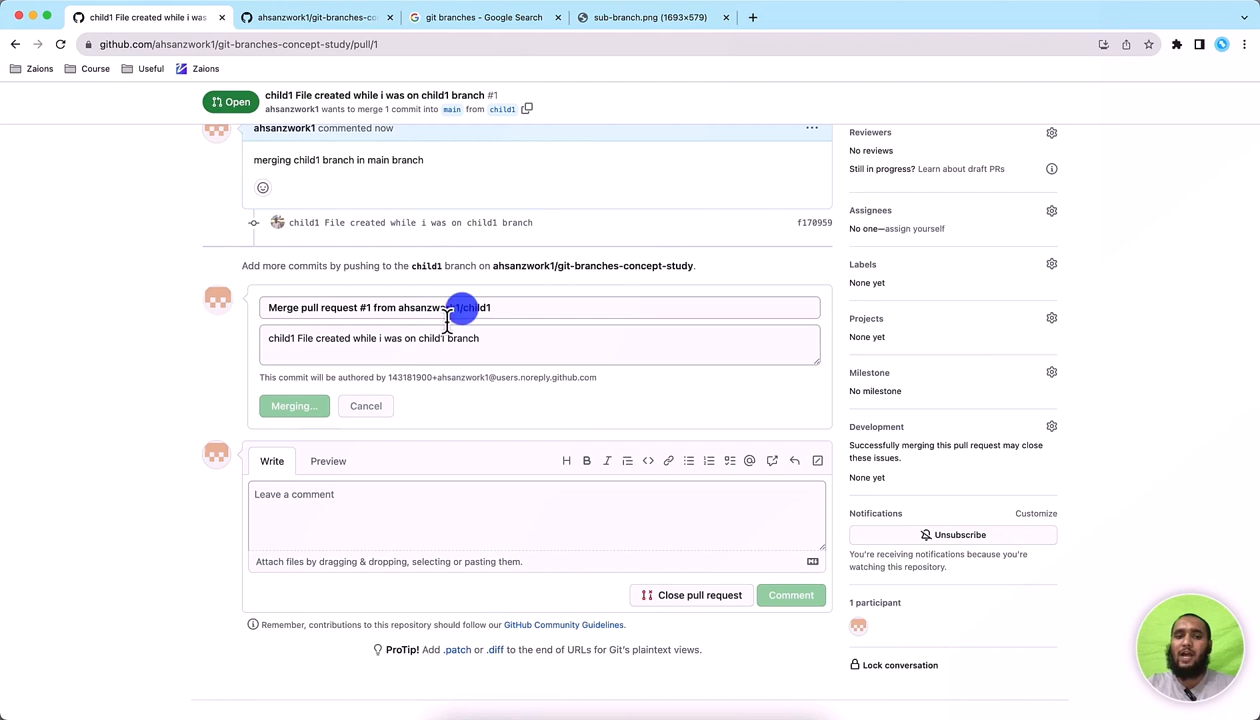 child1 File created while i was
ahsanzwork1/git-branches-co
git branches - Google Search
sub-branch.png (1693×579)
github.com/ahsanzwork1/git-branches-concept-study/pull/1
Zaions
Course
Useful
Zaions
Open
child1 File created while i was on child1 branch #1
ahsanzwork1 wants to merge 1 commit into main from child1
ahsanzwork1 commented now
merging child1 branch in main branch
child1 File created while i was on child1 branch
f170959
Add more commits by pushing to the child1 branch on ahsanzwork1/git-branches-concept-study.
Merge pull request #1 from ahsanzwork1/child1
child1 File created while i was on child1 branch
This commit will be authored by 143181900+ahsanzwork1@users.noreply.github.com
Merging...
Cancel
Write
Preview
Leave a comment
Attach files by dragging & dropping, selecting or pasting them.
Close pull request
Comment
Remember, contributions to this repository should follow our GitHub Community Guidelines.
ProTip! Add .patch or .diff to the end of URLs for Git's plaintext views.
Reviewers
No reviews
Still in progress? Learn about draft PRs
Assignees
No one—assign yourself
Labels
None yet
Projects
None yet
Milestone
No milestone
Development
Successfully merging this pull request may close
these issues.
None yet
Notifications
Customize
Unsubscribe
You're receiving notifications because you're
watching this repository.
1 participant
Lock conversation